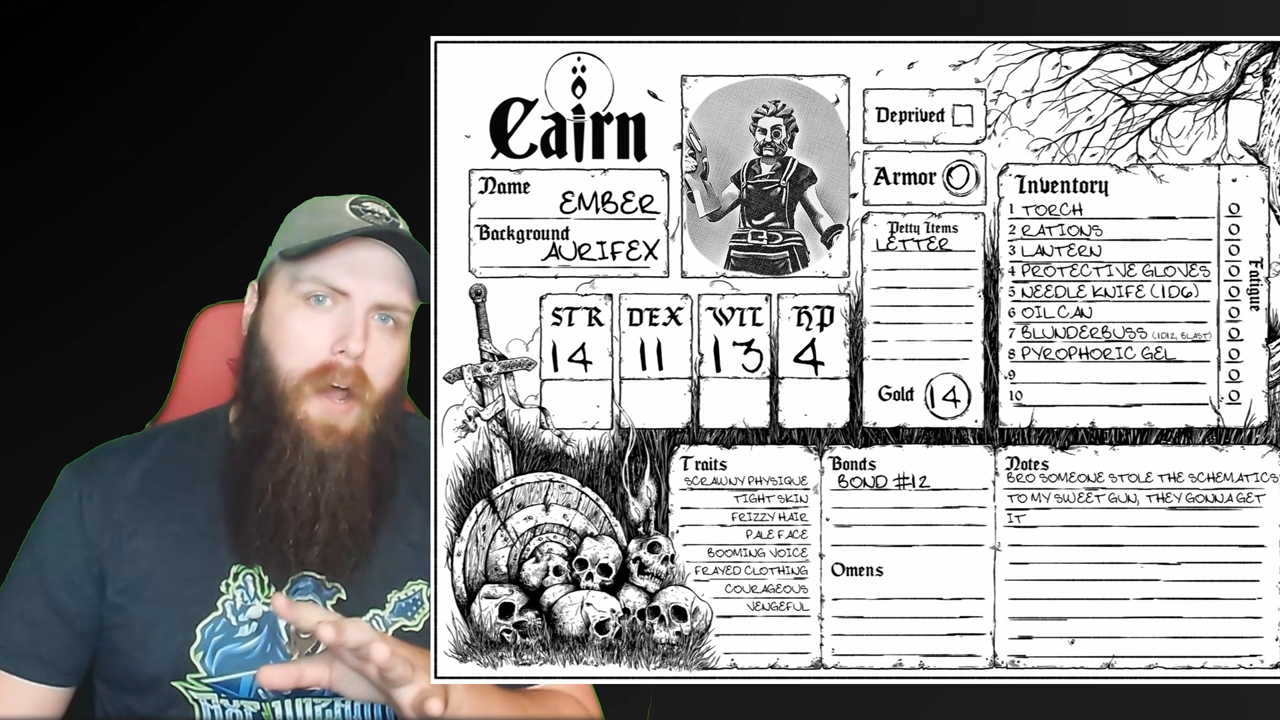 Cairn
Name
EMBER
Background
AURIFEX
Deprived
Armor 0
Petty Items
LETTER
Gold 14
STR
14
DEX
11
WIL
13
HP
4
Inventory
1 TORCH
2 RATIONS
3 LANTERN
4 PROTECTIVE GLOVES
5 NEEDLE KNIFE (1D6)
6 OIL CAN
7 BLUNDERBUSS (1D12, BLAST)
8 PYROPHORIC GEL
9
10
Fatigue
Traits
SCRAWNY PHYSIQUE
TIGHT SKIN
FRIZZY HAIR
PALE FACE
BOOMING VOICE
FRAYED CLOTHING
COURAGEOUS
VENGEFUL
Bonds
BOND #12
Omens
Notes
BRO SOMEONE STOLE THE SCHEMATICS
TO MY SWEET GUN, THEY GONNA GET
IT
AXE WIZARD